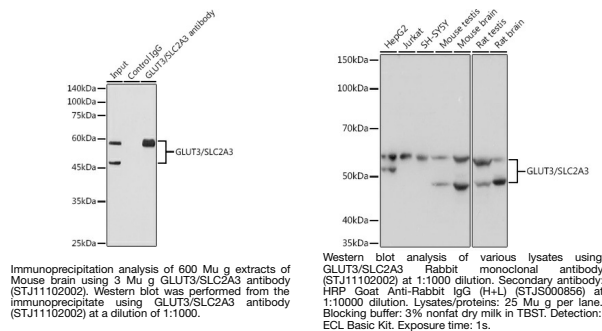 Input
Control IgG
GLUT3/SLC2A3 antibody
140kDa
100kDa
75kDa
60kDa
45kDa
35kDa
25kDa
GLUT3/SLC2A3
Immunoprecipitation analysis of 600 Mu g extracts of
Mouse brain using 3 Mu g GLUT3/SLC2A3 antibody
(STJ11102002). Western blot was performed from the
immunoprecipitate using GLUT3/SLC2A3 antibody
(STJ11102002) at a dilution of 1:1000.
HepG2
Jurkat
SH-SY5Y
Mouse testis
Mouse brain
Rat testis
Rat brain
150kDa
100kDa
70kDa
50kDa
40kDa
35kDa
GLUT3/SLC2A3
Western blot analysis of various lysates using
GLUT3/SLC2A3 Rabbit monoclonal antibody
(STJ11102002) at 1:1000 dilution. Secondary antibody:
HRP Goat Anti-Rabbit IgG (H+L) (STJS000856) at
1:10000 dilution. Lysates/proteins: 25 Mu g per lane.
Blocking buffer: 3% nonfat dry milk in TBST. Detection:
ECL Basic Kit. Exposure time: 1s.